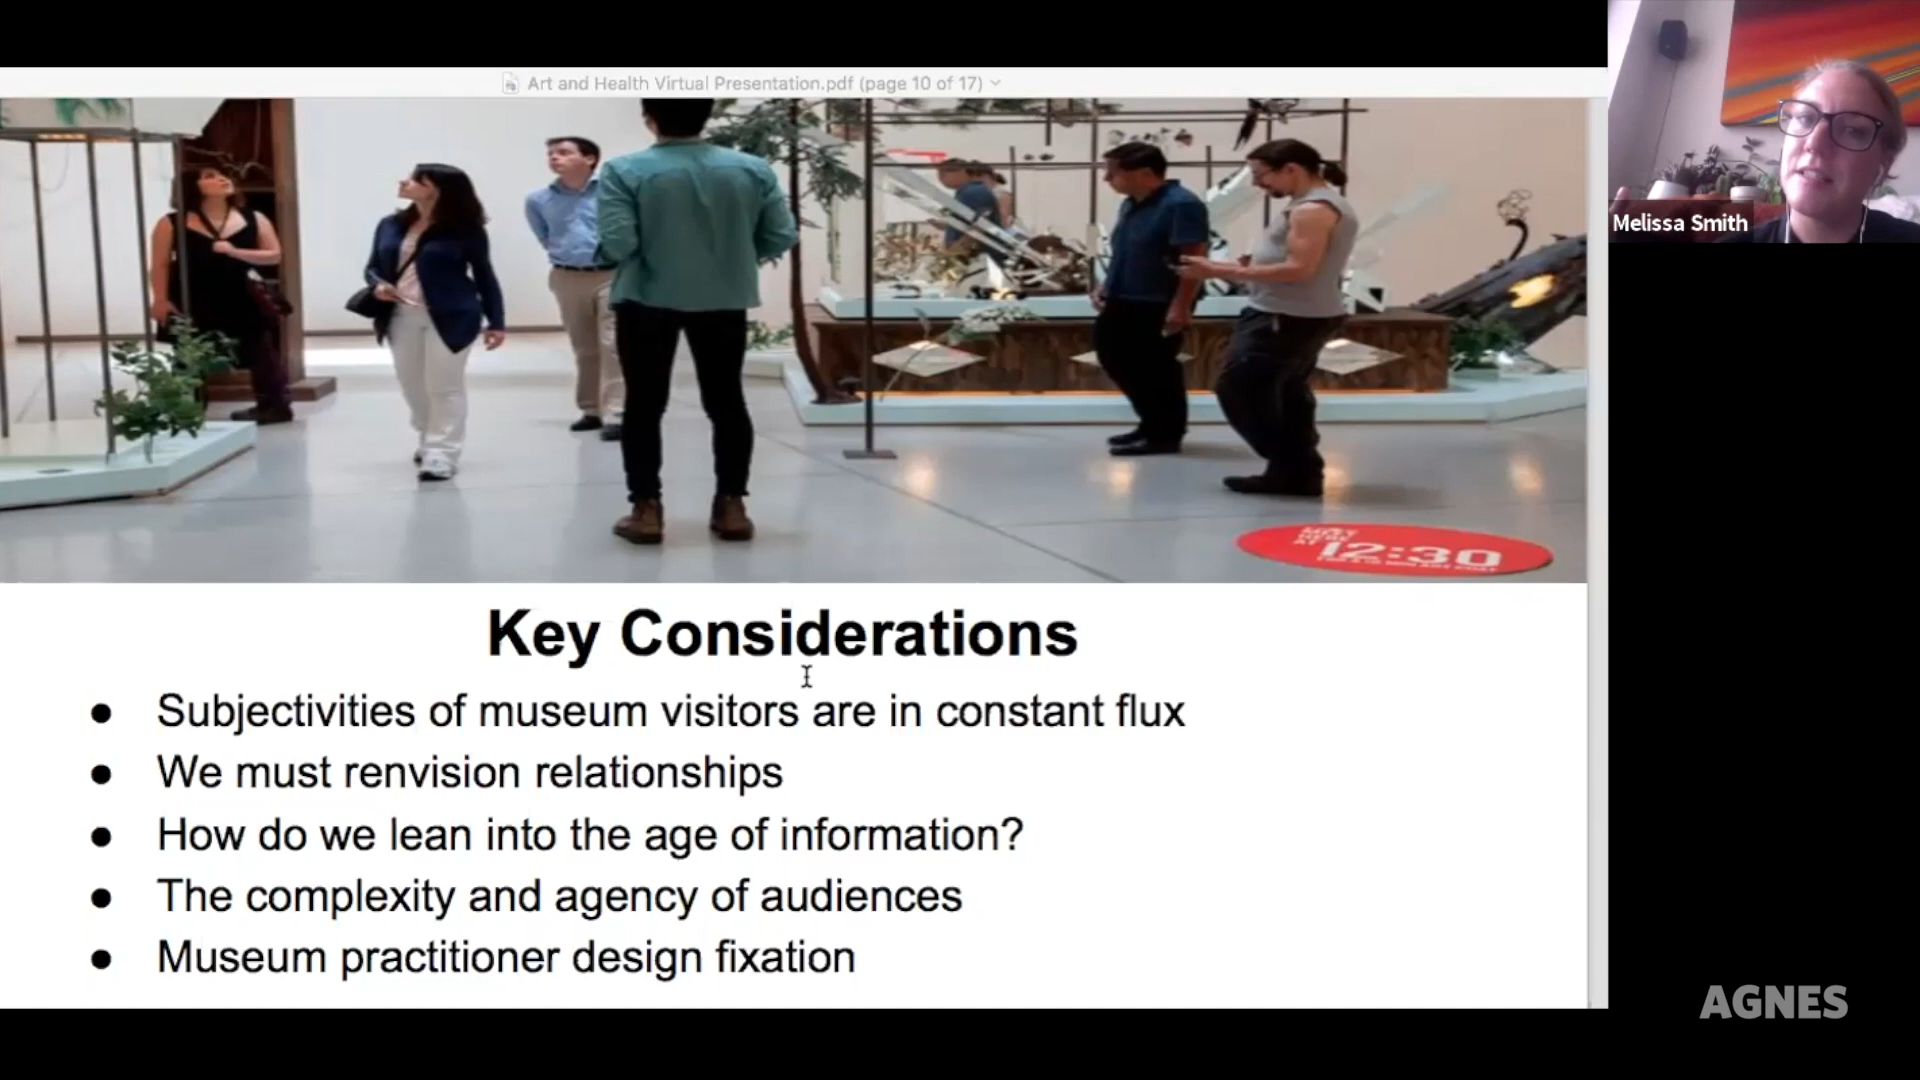 Art and Health Virtual Presentation.pdf (page 10 of 17)
Melissa Smith
12:30
Key Considerations
● Subjectivities of museum visitors are in constant flux
● We must renvision relationships
● How do we lean into the age of information?
● The complexity and agency of audiences
● Museum practitioner design fixation
AGNES